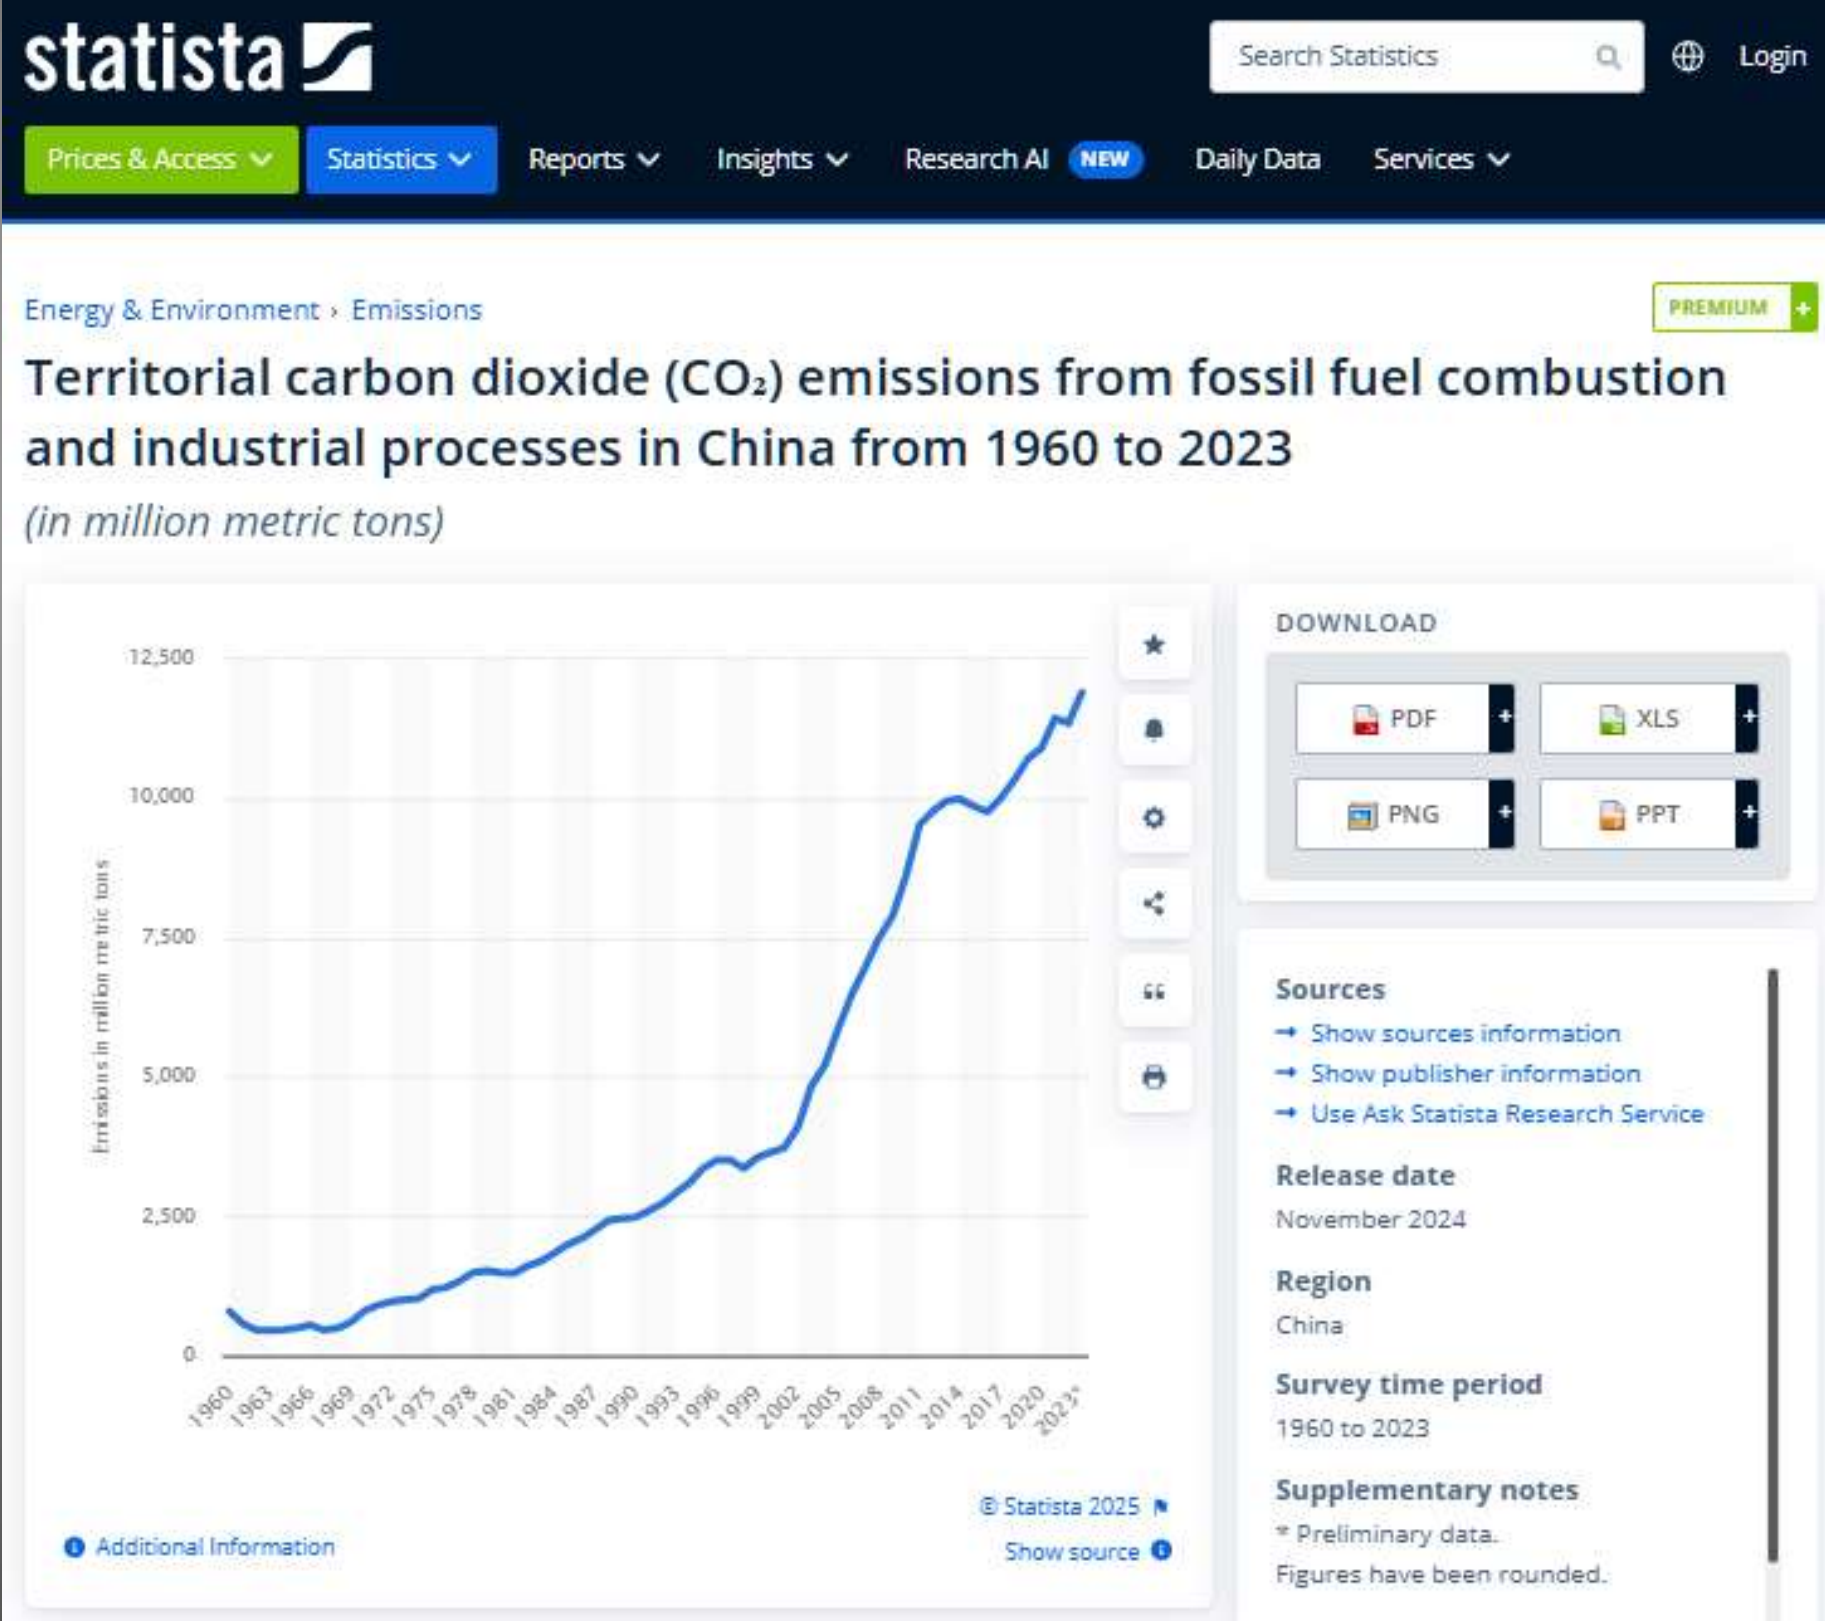 statista
Search Statistics
Login
Prices & Access
Statistics
Reports
Insights
Research AI NEW
Daily Data
Services
Energy & Environment › Emissions
PREMIUM +
Territorial carbon dioxide (CO₂) emissions from fossil fuel combustion
and industrial processes in China from 1960 to 2023
(in million metric tons)
12,500
10,000
7,500
5,000
2,500
0
Emissions in million metric tons
1960
1963
1966
1969
1972
1975
1978
1981
1984
1987
1990
1993
1996
1999
2002
2005
2008
2011
2014
2017
2020
2023*
© Statista 2025
Additional Information
Show source
DOWNLOAD
PDF +
XLS +
PNG +
PPT +
Sources
→ Show sources information
→ Show publisher information
→ Use Ask Statista Research Service
Release date
November 2024
Region
China
Survey time period
1960 to 2023
Supplementary notes
* Preliminary data.
Figures have been rounded.